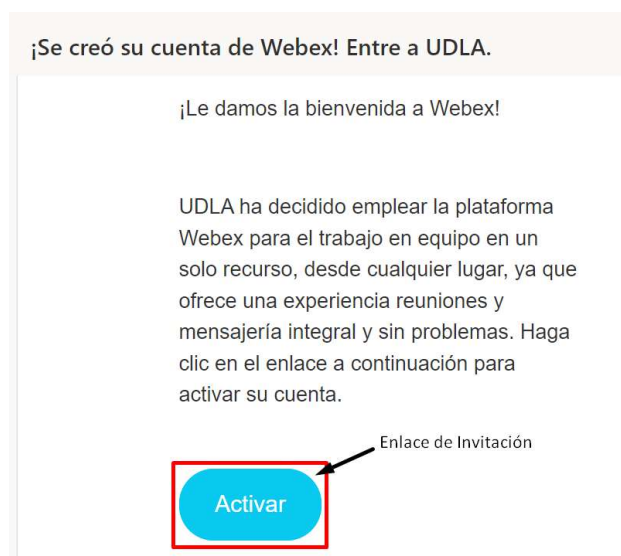 ¡Se creó su cuenta de Webex! Entre a UDLA.
¡Le damos la bienvenida a Webex!
UDLA ha decidido emplear la plataforma
Webex para el trabajo en equipo en un
solo recurso, desde cualquier lugar, ya que
ofrece una experiencia reuniones y
mensajería integral y sin problemas. Haga
clic en el enlace a continuación para
activar su cuenta.
Enlace de Invitación
Activar